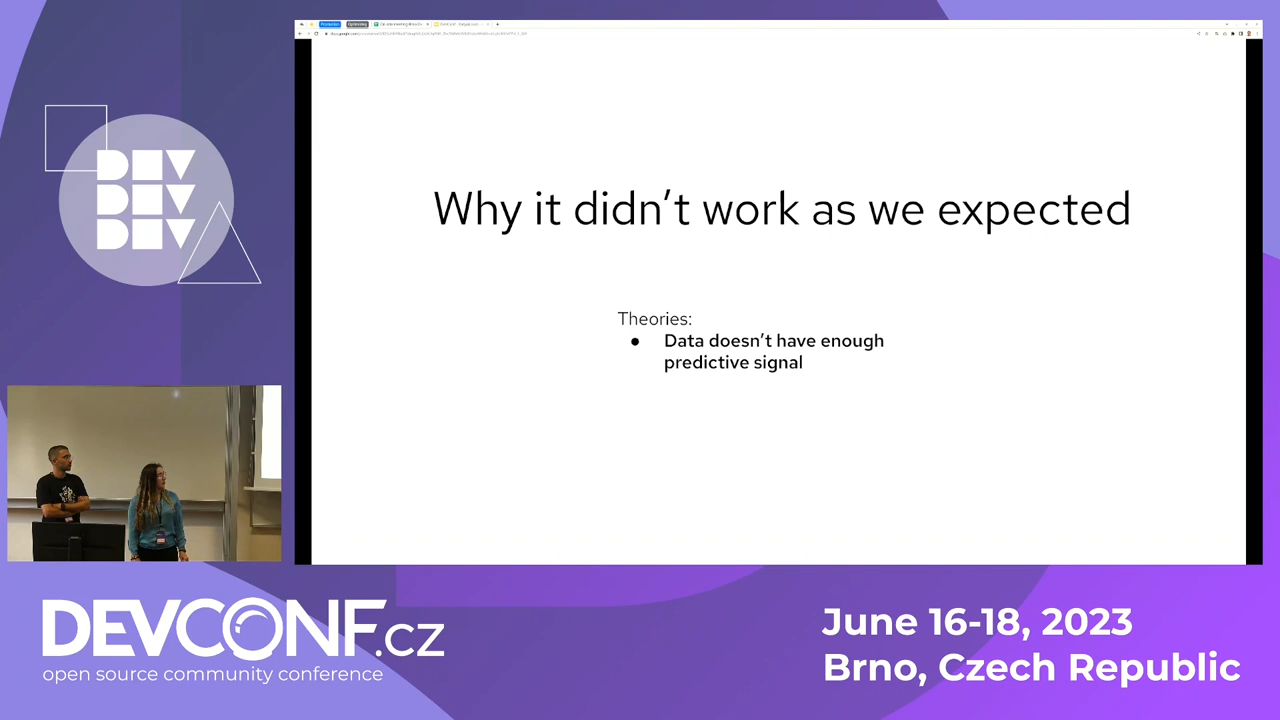 DEV
DEV
DEV
Why it didn't work as we expected
Theories:
● Data doesn't have enough
predictive signal
DEVCONF.cz
open source community conference
June 16-18, 2023
Brno, Czech Republic